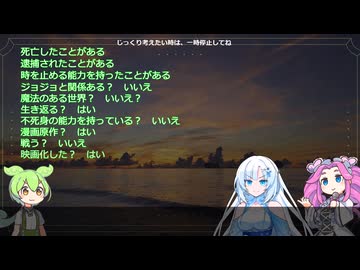 じっくり考えたい時は、一時停止してね
死亡したことがある
逮捕されたことがある
時を止める能力を持ったことがある
ジョジョと関係ある？　いいえ
魔法のある世界？　いいえ？
生き返る？　はい
不死身の能力を持っている？　いいえ
漫画原作？　いいえ
戦う？　いいえ
映画化した？　はい